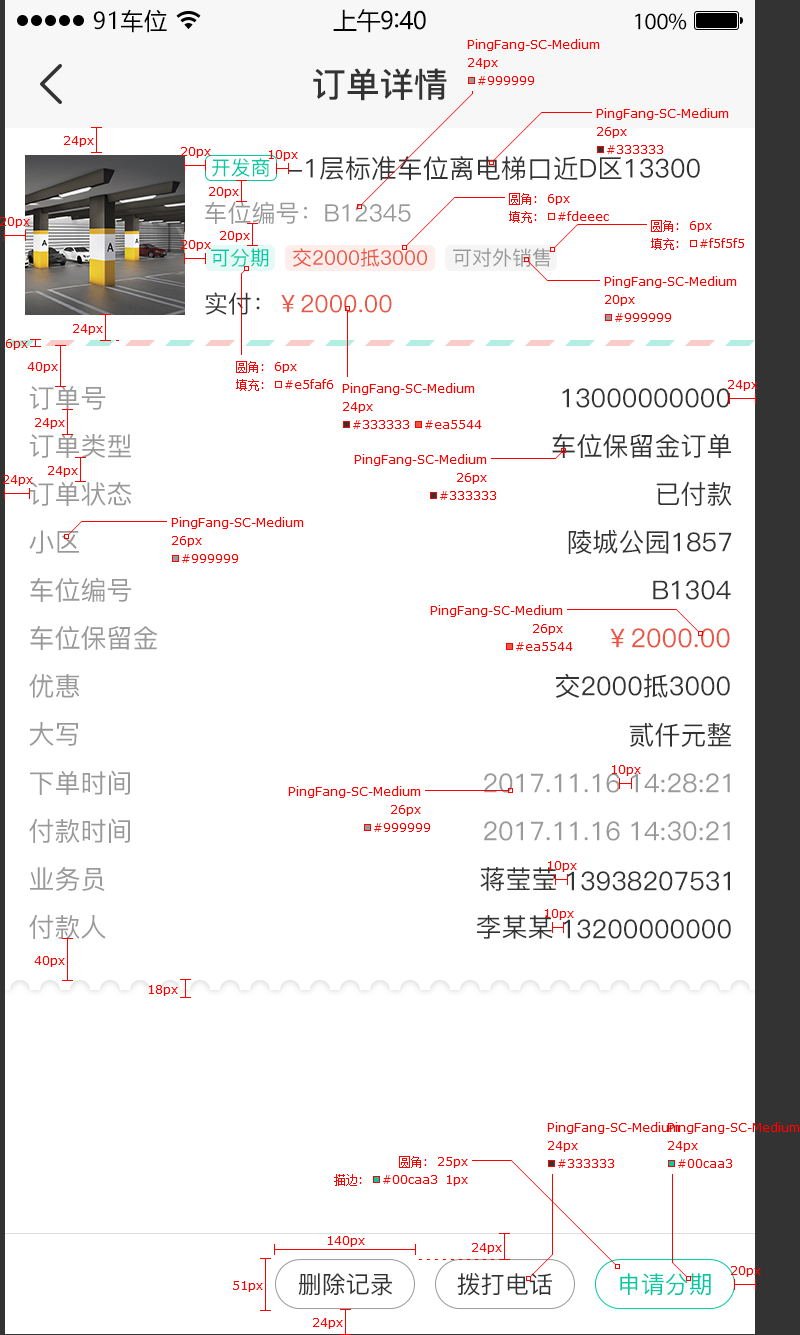 91车位 上午9:40 100%
订单详情
PingFang-SC-Medium
24px
#999999
PingFang-SC-Medium
26px
#333333
24px
20px
开发商
10px
-1层标准车位离电梯口近D区13300
20px
车位编号：B12345
圆角： 6px
填充： #fdeeec
圆角： 6px
填充： #f5f5f5
20px
20px
20px
可分期 交2000抵3000 可对外销售
PingFang-SC-Medium
20px
#999999
实付：￥2000.00
24px
6px
圆角： 6px
填充： #e5faf6
PingFang-SC-Medium
24px
#333333 #ea5544
40px
24px
订单号 13000000000
24px
订单类型 车位保留金订单
PingFang-SC-Medium
26px
#333333
24px
24px
订单状态 已付款
PingFang-SC-Medium
26px
#999999
小区 陵城公园1857
车位编号 B1304
PingFang-SC-Medium
26px
#ea5544
车位保留金 ￥2000.00
优惠 交2000抵3000
大写 贰仟元整
10px
下单时间 2017.11.16 14:28:21
PingFang-SC-Medium
26px
#999999
付款时间 2017.11.16 14:30:21
10px
业务员 蒋莹莹 13938207531
10px
付款人 李某某 13200000000
40px
18px
PingFang-SC-Medium
24px
#333333
PingFang-SC-Medium
24px
#00caa3
圆角： 25px
描边： #00caa3 1px
140px
24px
51px
20px
删除记录 拨打电话 申请分期
24px
A
A
A